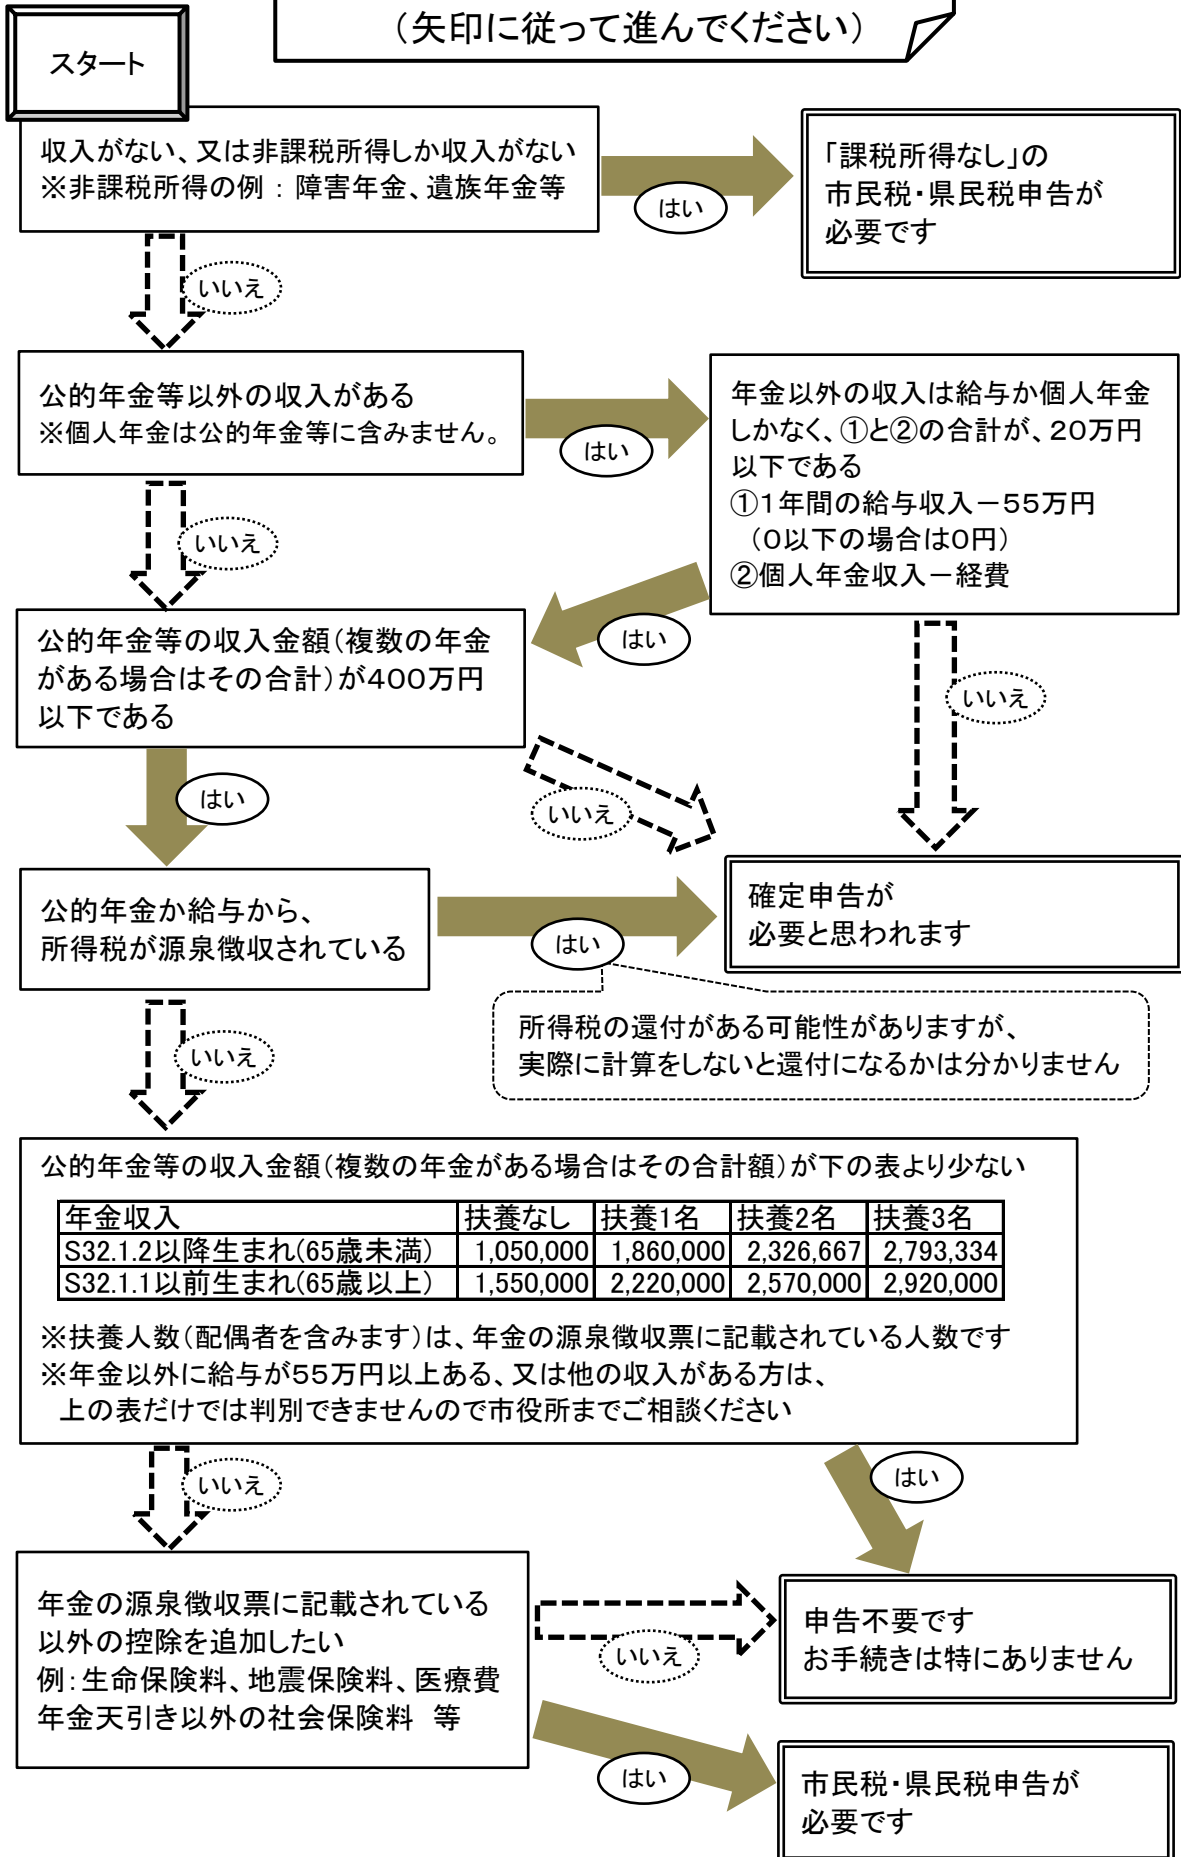 （矢印に従って進んでください）
スタート
収入がない、又は非課税所得しか収入がない
※非課税所得の例：障害年金、遺族年金等
はい
「課税所得なし」の
市民税・県民税申告が
必要です
いいえ
公的年金等以外の収入がある
※個人年金は公的年金等に含みません。
はい
年金以外の収入は給与か個人年金
しかなく、①と②の合計が、２０万円
以下である
①１年間の給与収入－５５万円
（０以下の場合は０円）
②個人年金収入－経費
いいえ
はい
いいえ
公的年金等の収入金額（複数の年金
がある場合はその合計）が４００万円
以下である
はい
いいえ
公的年金か給与から、
所得税が源泉徴収されている
はい
確定申告が
必要と思われます
所得税の還付がある可能性がありますが、
実際に計算をしないと還付になるかは分かりません
いいえ
公的年金等の収入金額（複数の年金がある場合はその合計額）が下の表より少ない
年金収入 扶養なし 扶養1名 扶養2名 扶養3名
S32.1.2以降生まれ(65歳未満) 1,050,000 1,860,000 2,326,667 2,793,334
S32.1.1以前生まれ(65歳以上) 1,550,000 2,220,000 2,570,000 2,920,000
※扶養人数（配偶者を含みます）は、年金の源泉徴収票に記載されている人数です
※年金以外に給与が５５万円以上ある、又は他の収入がある方は、
上の表だけでは判別できませんので市役所までご相談ください
いいえ
はい
年金の源泉徴収票に記載されている
以外の控除を追加したい
例：生命保険料、地震保険料、医療費
年金天引き以外の社会保険料　等
いいえ
申告不要です
お手続きは特にありません
はい
市民税・県民税申告が
必要です